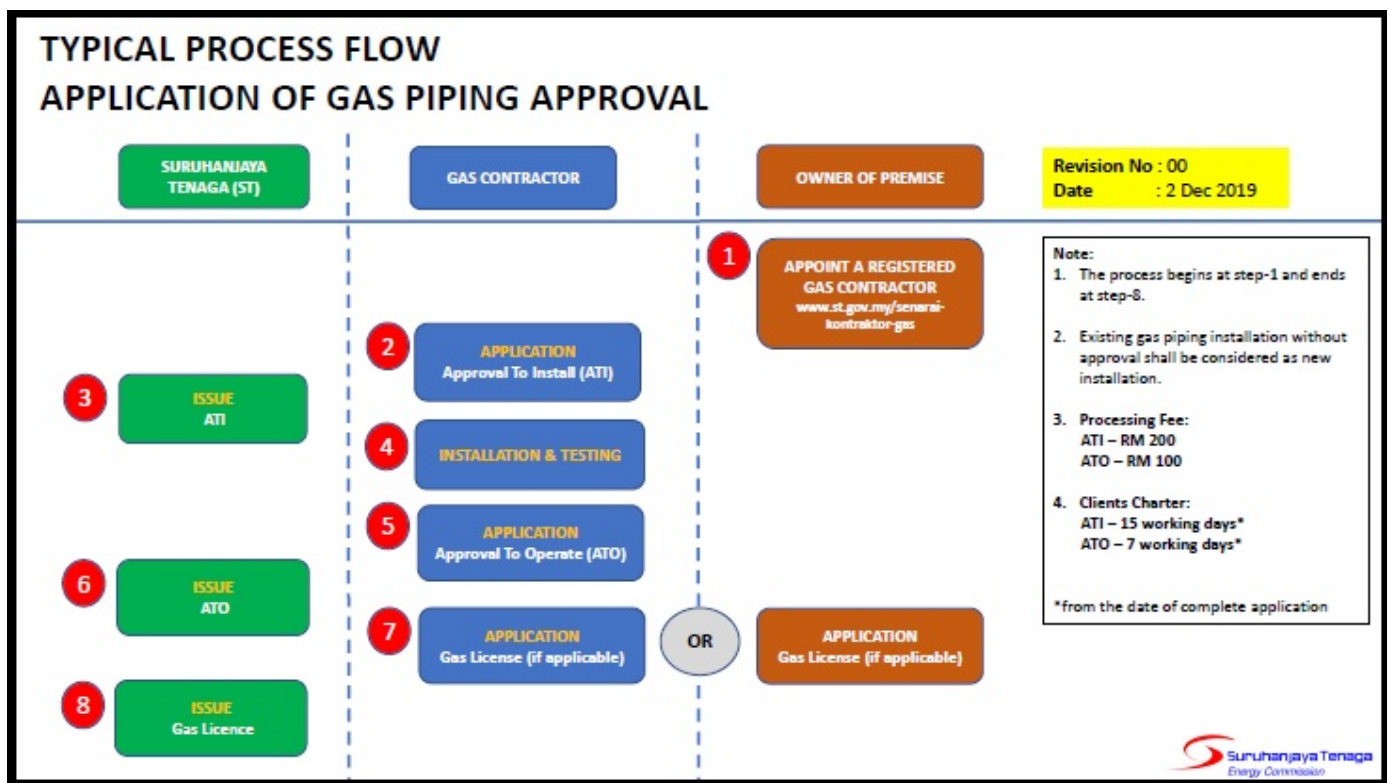 TYPICAL PROCESS FLOW
APPLICATION OF GAS PIPING APPROVAL
SURUHANJAYA
TENAGA (ST)
GAS CONTRACTOR
OWNER OF PREMISE
Revision No : 00
Date : 2 Dec 2019
1
APPOINT A REGISTERED
GAS CONTRACTOR
www.st.gov.my/senarai-
kontraktor-gas
2
APPLICATION
Approval To Install (ATI)
3
ISSUE
ATI
4
INSTALLATION & TESTING
5
APPLICATION
Approval To Operate (ATO)
6
ISSUE
ATO
7
APPLICATION
Gas License (if applicable)
OR
APPLICATION
Gas License (if applicable)
8
ISSUE
Gas Licence
Note:
1. The process begins at step-1 and ends
at step-8.
2. Existing gas piping installation without
approval shall be considered as new
installation.
3. Processing Fee:
ATI – RM 200
ATO – RM 100
4. Clients Charter:
ATI – 15 working days*
ATO – 7 working days*
*from the date of complete application
Suruhanjaya Tenaga
Energy Commission